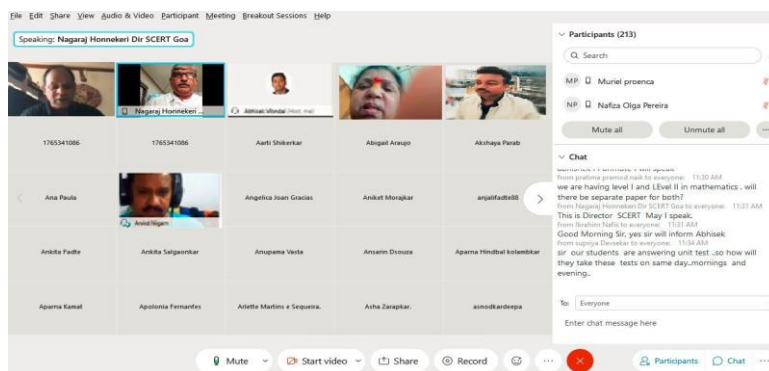 File Edit Share View Audio & Video Participant Meeting Breakout Sessions Help
Speaking: Nagaraj Honnekeri Dir SCERT Goa
Nagaraj Honnekeri ...
1765341086
1765341086
Aarti Shikerkar
Abigail Araujo
Akshaya Parab
Ana Paula
Arvind Nigam
Angelica Joan Gracias
Aniket Morajkar
anjalifadte88
Ankita Fadte
Ankita Salgaonkar
Anupama Vasta
Ansarin Dsouza
Aparna Hindbal kolambkar
Aparna Kamat
Apolonia Fernanfes
Arlette Martins e Sequeira.
Asha Zarapkar.
asnodkardeepa
Participants (213)
Search
MP Muriel proenca
NP Nafiza Olga Pereira
Mute all Unmute all ...
Chat
from pratima pramod naik to everyone: 11:30 AM
we are having level I and LEvel II in mathematics . will
there be separate paper for both?
from Nagaraj Honnekeri Dir SCERT Goa to everyone: 11:31 AM
This is Director SCERT May I speak.
from Ibrahim Nafis to everyone: 11:31 AM
Good Morning Sir, yes sir will inform Abhisek
from supriya Devsekar to everyone: 11:34 AM
sir our students are answering unit test ..so how will
they take these tests on same day..mornings and
evening..
To: Everyone
Enter chat message here
Mute Start video Share Record ... Participants Chat ...